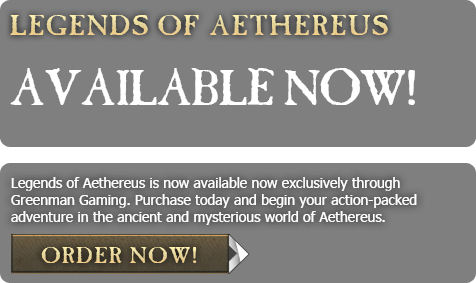 LEGENDS OF AETHEREUS
AVAILABLE NOW!
Legends of Aethereus is now available now exclusively through
Greenman Gaming. Purchase today and begin your action-packed
adventure in the ancient and mysterious world of Aethereus.
ORDER NOW!